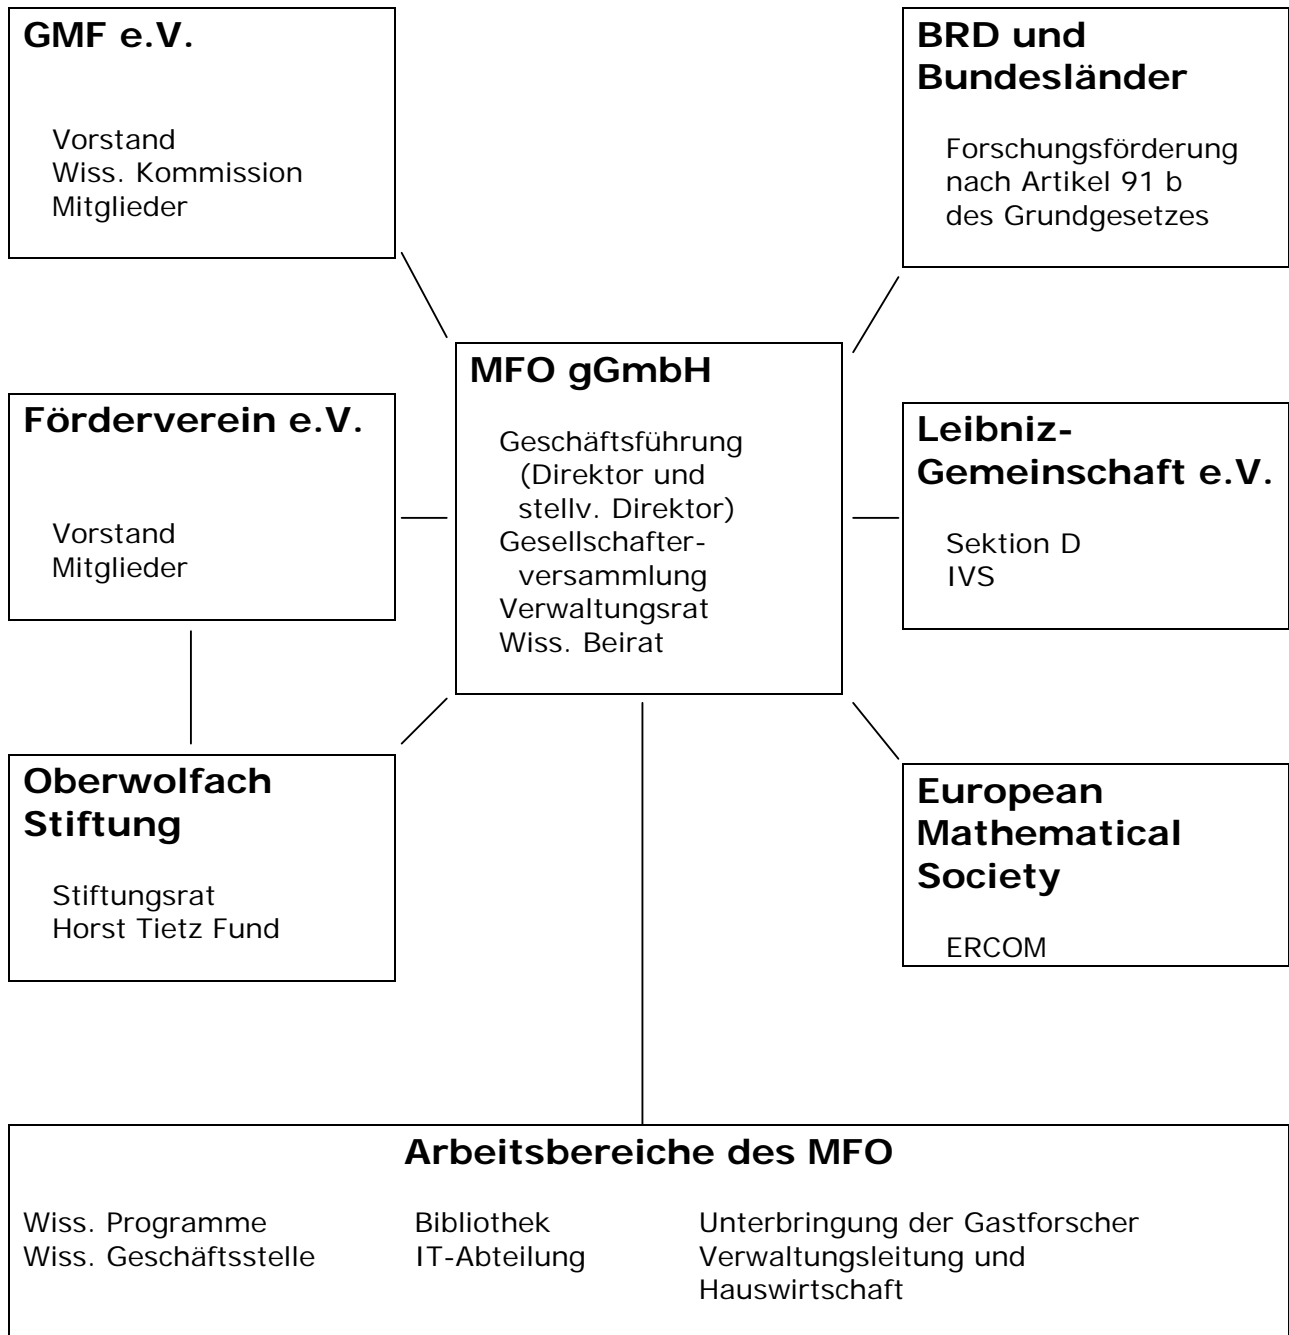 GMF e.V.
Vorstand
Wiss. Kommission
Mitglieder
BRD und
Bundesländer
Forschungsförderung
nach Artikel 91 b
des Grundgesetzes
MFO gGmbH
Geschäftsführung
(Direktor und
stellv. Direktor)
Gesellschafter-
versammlung
Verwaltungsrat
Wiss. Beirat
Förderverein e.V.
Vorstand
Mitglieder
Leibniz-
Gemeinschaft e.V.
Sektion D
IVS
Oberwolfach
Stiftung
Stiftungsrat
Horst Tietz Fund
European
Mathematical
Society
ERCOM
Arbeitsbereiche des MFO
Wiss. Programme
Wiss. Geschäftsstelle
Bibliothek
IT-Abteilung
Unterbringung der Gastforscher
Verwaltungsleitung und
Hauswirtschaft